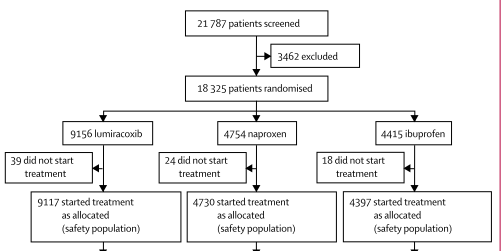 21 787 patients screened
3462 excluded
18 325 patients randomised
9156 lumiracoxib
4754 naproxen
4415 ibuprofen
39 did not start
treatment
24 did not start
treatment
18 did not start
treatment
9117 started treatment
as allocated
(safety population)
4730 started treatment
as allocated
(safety population)
4397 started treatment
as allocated
(safety population)